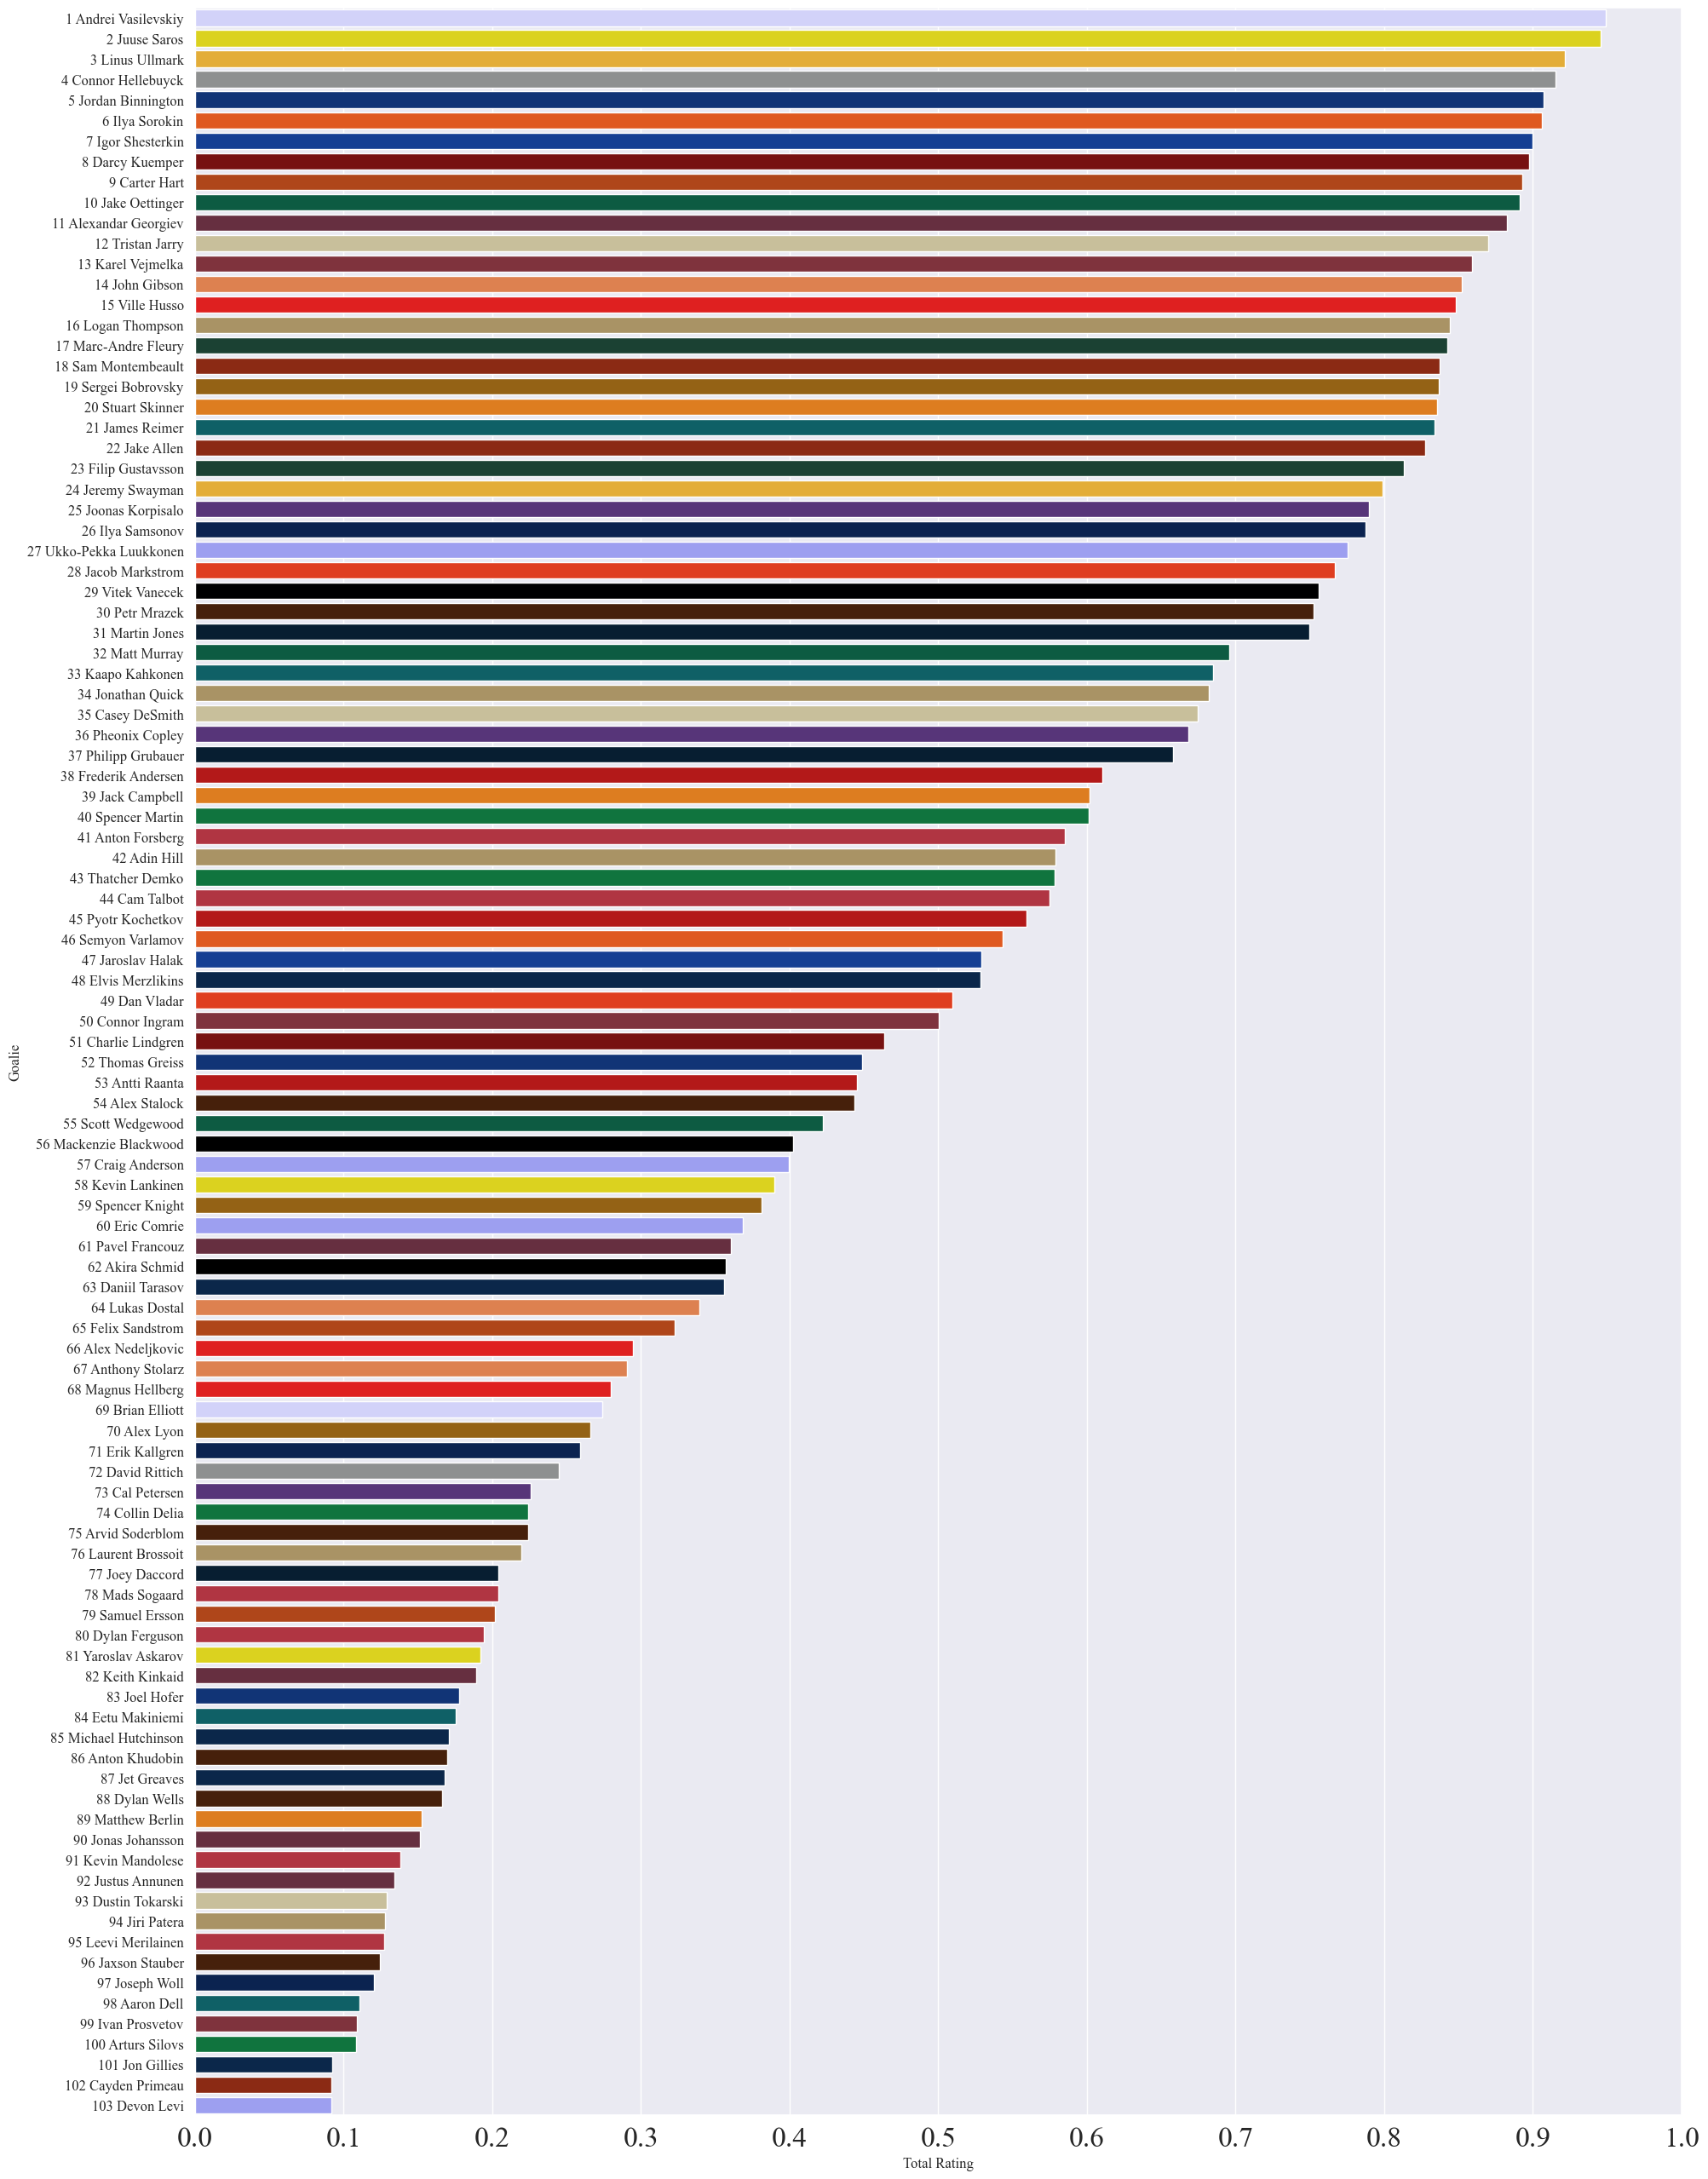 1 Andrei Vasilevskiy
2 Juuse Saros
3 Linus Ullmark
4 Connor Hellebuyck
5 Jordan Binnington
6 Ilya Sorokin
7 Igor Shesterkin
8 Darcy Kuemper
9 Carter Hart
10 Jake Oettinger
11 Alexandar Georgiev
12 Tristan Jarry
13 Karel Vejmelka
14 John Gibson
15 Ville Husso
16 Logan Thompson
17 Marc-Andre Fleury
18 Sam Montembeault
19 Sergei Bobrovsky
20 Stuart Skinner
21 James Reimer
22 Jake Allen
23 Filip Gustavsson
24 Jeremy Swayman
25 Joonas Korpisalo
26 Ilya Samsonov
27 Ukko-Pekka Luukkonen
28 Jacob Markstrom
29 Vitek Vanecek
30 Petr Mrazek
31 Martin Jones
32 Matt Murray
33 Kaapo Kahkonen
34 Jonathan Quick
35 Casey DeSmith
36 Pheonix Copley
37 Philipp Grubauer
38 Frederik Andersen
39 Jack Campbell
40 Spencer Martin
41 Anton Forsberg
42 Adin Hill
43 Thatcher Demko
44 Cam Talbot
45 Pyotr Kochetkov
46 Semyon Varlamov
47 Jaroslav Halak
48 Elvis Merzlikins
49 Dan Vladar
50 Connor Ingram
51 Charlie Lindgren
52 Thomas Greiss
53 Antti Raanta
54 Alex Stalock
55 Scott Wedgewood
56 Mackenzie Blackwood
57 Craig Anderson
58 Kevin Lankinen
59 Spencer Knight
60 Eric Comrie
61 Pavel Francouz
62 Akira Schmid
63 Daniil Tarasov
64 Lukas Dostal
65 Felix Sandstrom
66 Alex Nedeljkovic
67 Anthony Stolarz
68 Magnus Hellberg
69 Brian Elliott
70 Alex Lyon
71 Erik Kallgren
72 David Rittich
73 Cal Petersen
74 Collin Delia
75 Arvid Soderblom
76 Laurent Brossoit
77 Joey Daccord
78 Mads Sogaard
79 Samuel Ersson
80 Dylan Ferguson
81 Yaroslav Askarov
82 Keith Kinkaid
83 Joel Hofer
84 Eetu Makiniemi
85 Michael Hutchinson
86 Anton Khudobin
87 Jet Greaves
88 Dylan Wells
89 Matthew Berlin
90 Jonas Johansson
91 Kevin Mandolese
92 Justus Annunen
93 Dustin Tokarski
94 Jiri Patera
95 Leevi Merilainen
96 Jaxson Stauber
97 Joseph Woll
98 Aaron Dell
99 Ivan Prosvetov
100 Arturs Silovs
101 Jon Gillies
102 Cayden Primeau
103 Devon Levi
Goalie
0.0 0.1 0.2 0.3 0.4 0.5 0.6 0.7 0.8 0.9 1.0
Total Rating